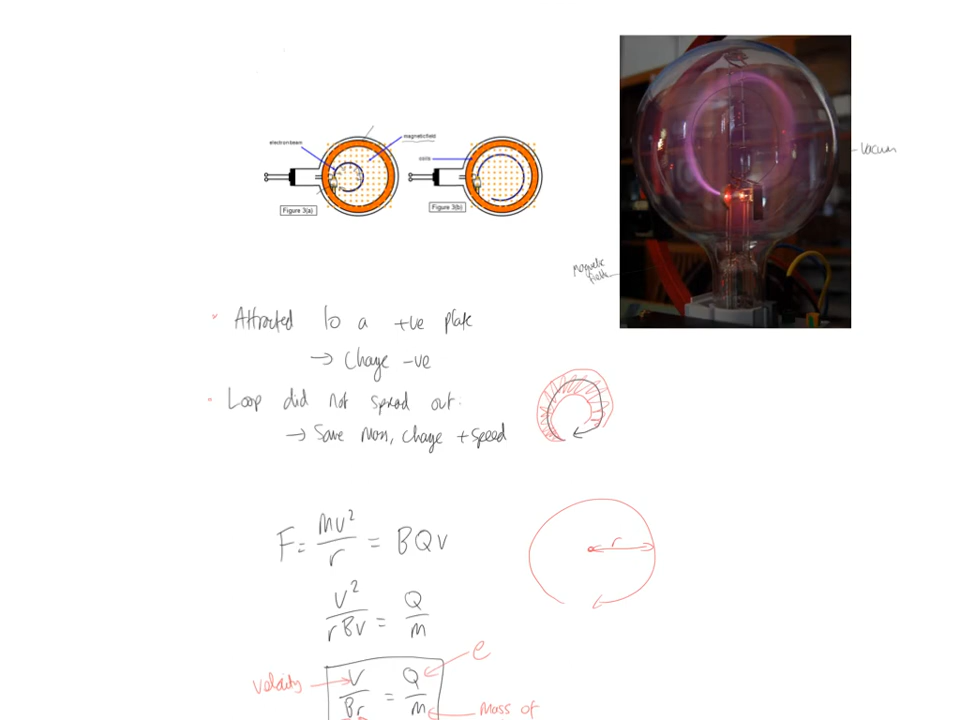 electron beam
magnetic field
coils
Figure 3(a)
Figure 3(b)
Vacuum
Magnetic
Field
* Attracted to a +ve plate
→ Charge -ve
* Loop did not spread out.
→ Same Mass, Charge + Speed
F = Mv²/r = BQv
r
v²/rBv = Q/m
velocity → v/Br = Q/m
e
Mass of